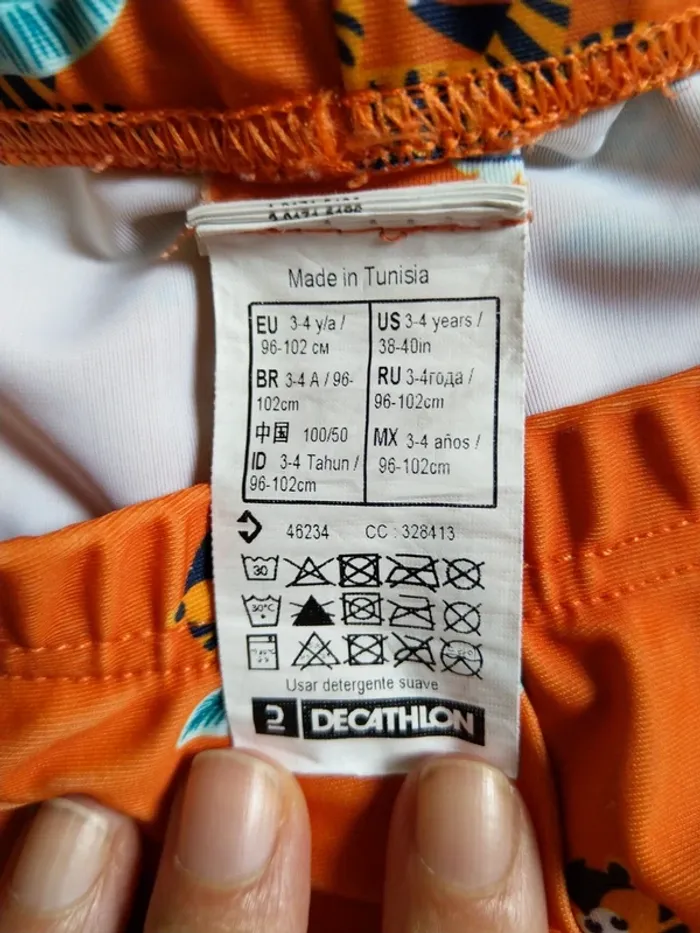 Made in Tunisia
EU 3-4 y/a /
96-102 см
BR 3-4 A / 96-
102cm
中国 100/50
ID 3-4 Tahun /
96-102cm
US 3-4 years /
38-40in
RU 3-4года /
96-102cm
MX 3-4 años /
96-102cm
46234 CC : 328413
30
30°C
Usar detergente suave
DECATHLON